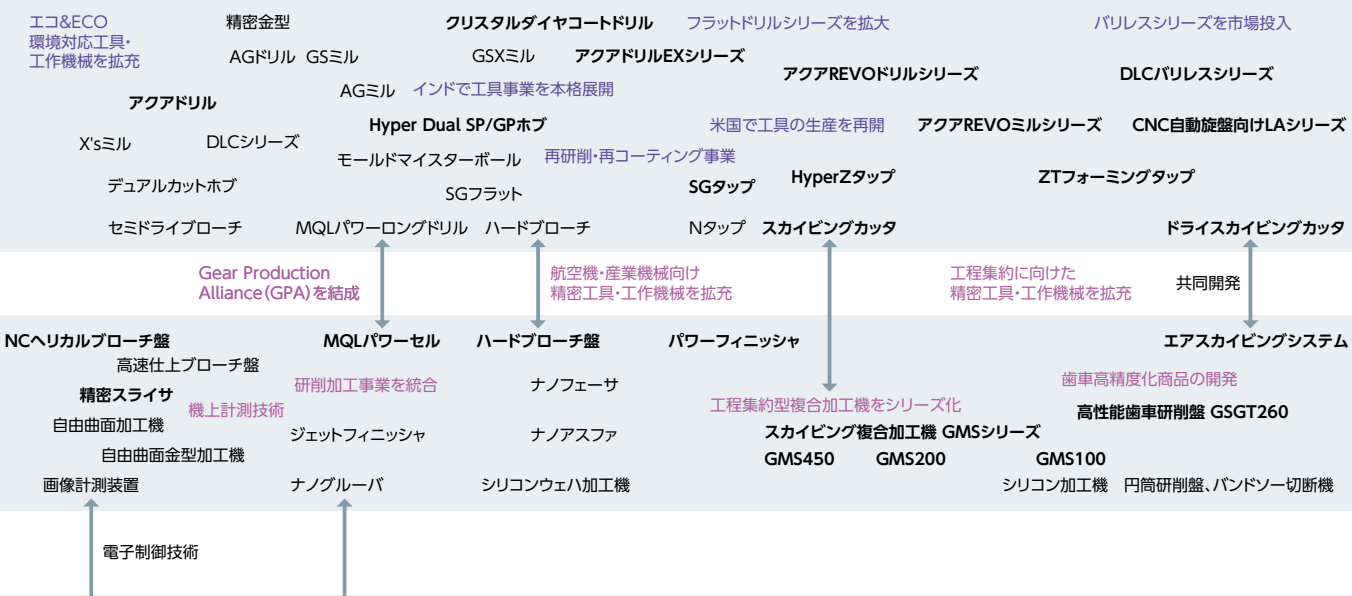 エコ&ECO
環境対応工具・
工作機械を拡充
精密金型
クリスタルダイヤコートドリル
フラットドリルシリーズを拡大
バリレスシリーズを市場投入
AGドリル GSミル
GSXミル
アクアドリルEXシリーズ
アクアREVOドリルシリーズ
DLCバリレスシリーズ
AGミル
インドで工具事業を本格展開
アクアドリル
Hyper Dual SP/GPホブ
米国で工具の生産を再開
アクアREVOミルシリーズ
CNC自動旋盤向けLAシリーズ
X'sミル
DLCシリーズ
モールドマイスターボール
再研削・再コーティング事業
デュアルカットホブ
SGフラット
SGタップ
HyperZタップ
ZTフォーミングタップ
セミドライブローチ
MQLパワーロングドリル
ハードブローチ
Nタップ
スカイビングカッタ
ドライスカイビングカッタ
Gear Production
Alliance(GPA)を結成
航空機・産業機械向け
精密工具・工作機械を拡充
工程集約に向けた
精密工具・工作機械を拡充
共同開発
NCヘリカルブローチ盤
MQLパワーセル
ハードブローチ盤
パワーフィニッシャ
エアスカイビングシステム
高速仕上ブローチ盤
研削加工事業を統合
ナノフェーサ
歯車高精度化商品の開発
精密スライサ
機上計測技術
工程集約型複合加工機をシリーズ化
高性能歯車研削盤 GSGT260
自由曲面加工機
ジェットフィニッシャ
ナノアスファ
スカイビング複合加工機 GMSシリーズ
自由曲面金型加工機
GMS450
GMS200
GMS100
画像計測装置
ナノグルーバ
シリコンウェハ加工機
シリコン加工機
円筒研削盤、バンドソー切断機
電子制御技術